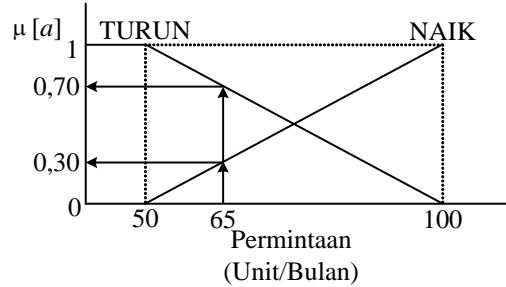 μ [a] TURUN NAIK
1
0,70
0,30
0
50 65 100
Permintaan
(Unit/Bulan)